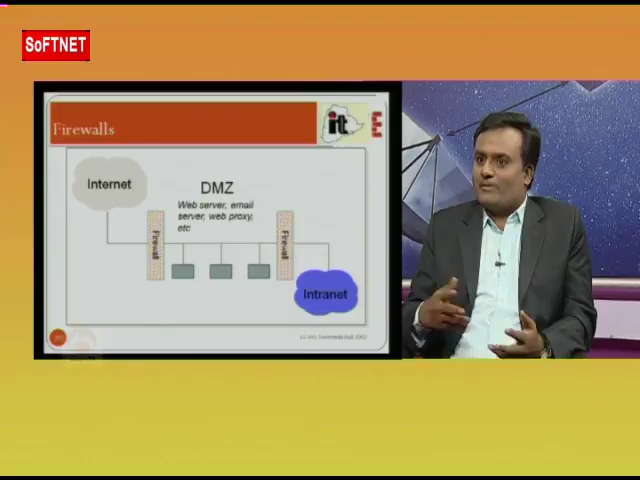 SoFTNET
Firewalls
it
Internet
DMZ
Web server, email
server, web proxy,
etc
Firewall
Firewall
Intranet